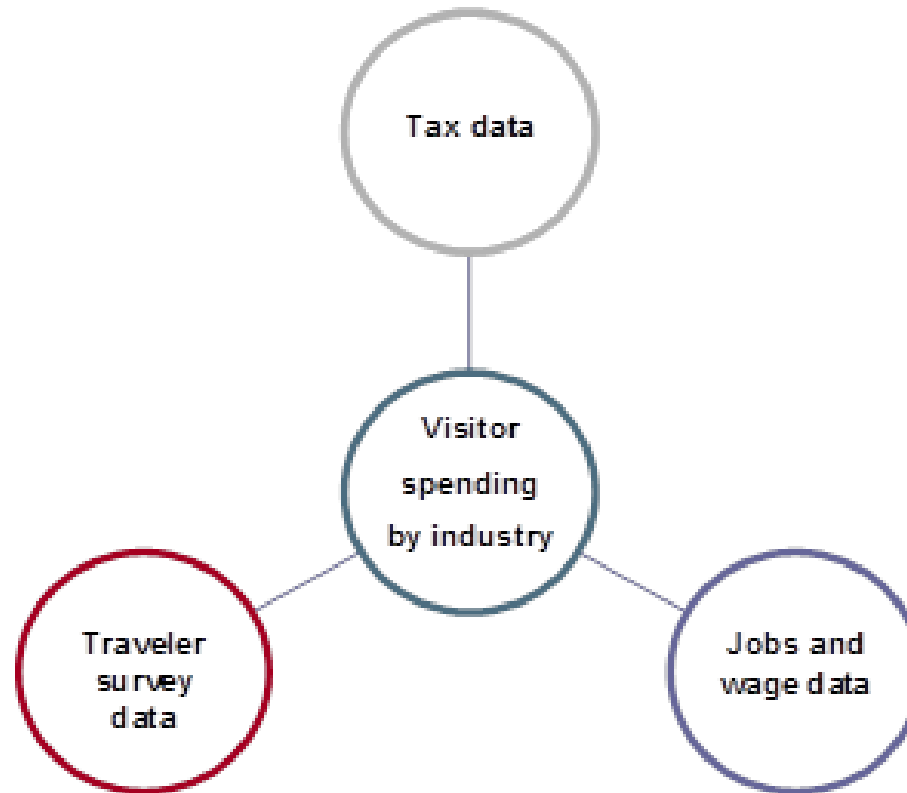 Tax data
Visitor
spending
by industry
Traveler
survey
data
Jobs and
wage data